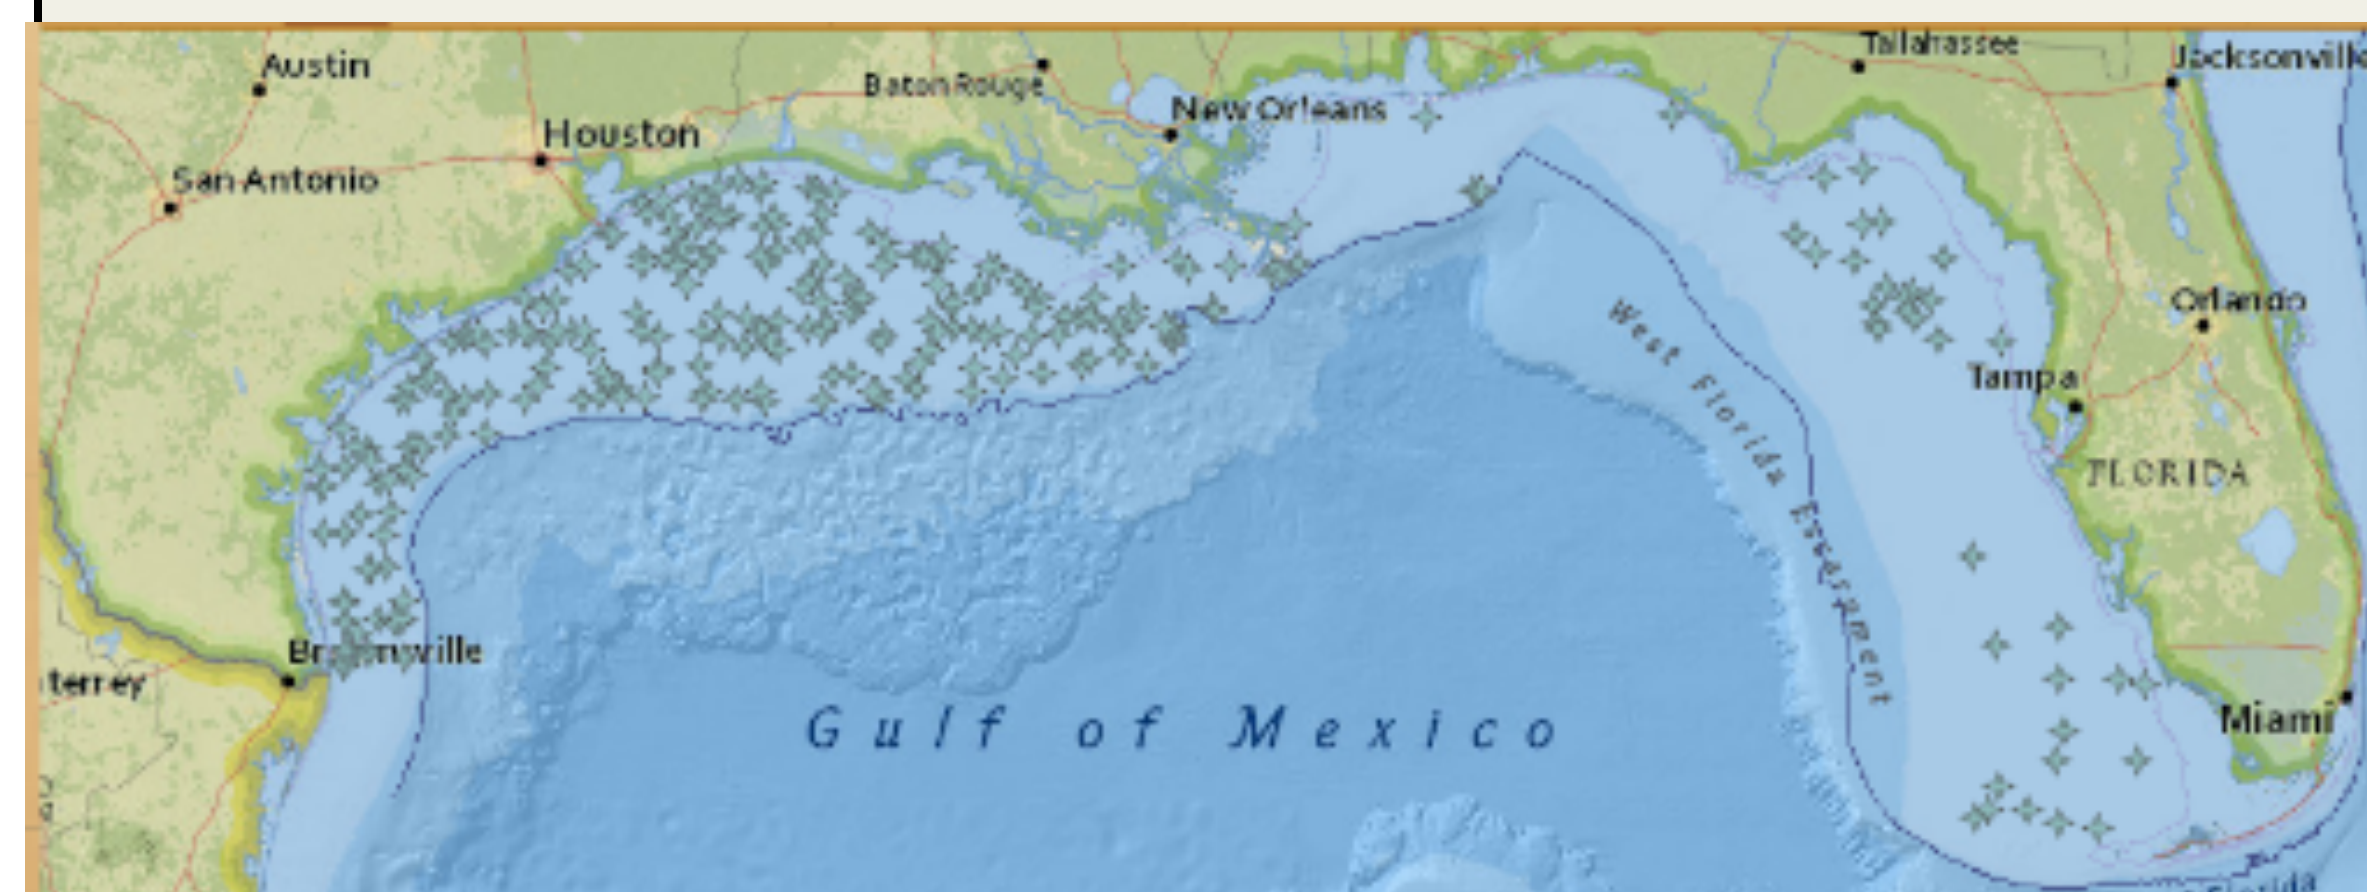 Tallahassee
Jacksonville
Austin
Baton Rouge
New Orleans
Houston
San Antonio
Orlando
West Florida Escarpment
Tampa
FLORIDA
Brownsville
terrey
Gulf of Mexico
Miami